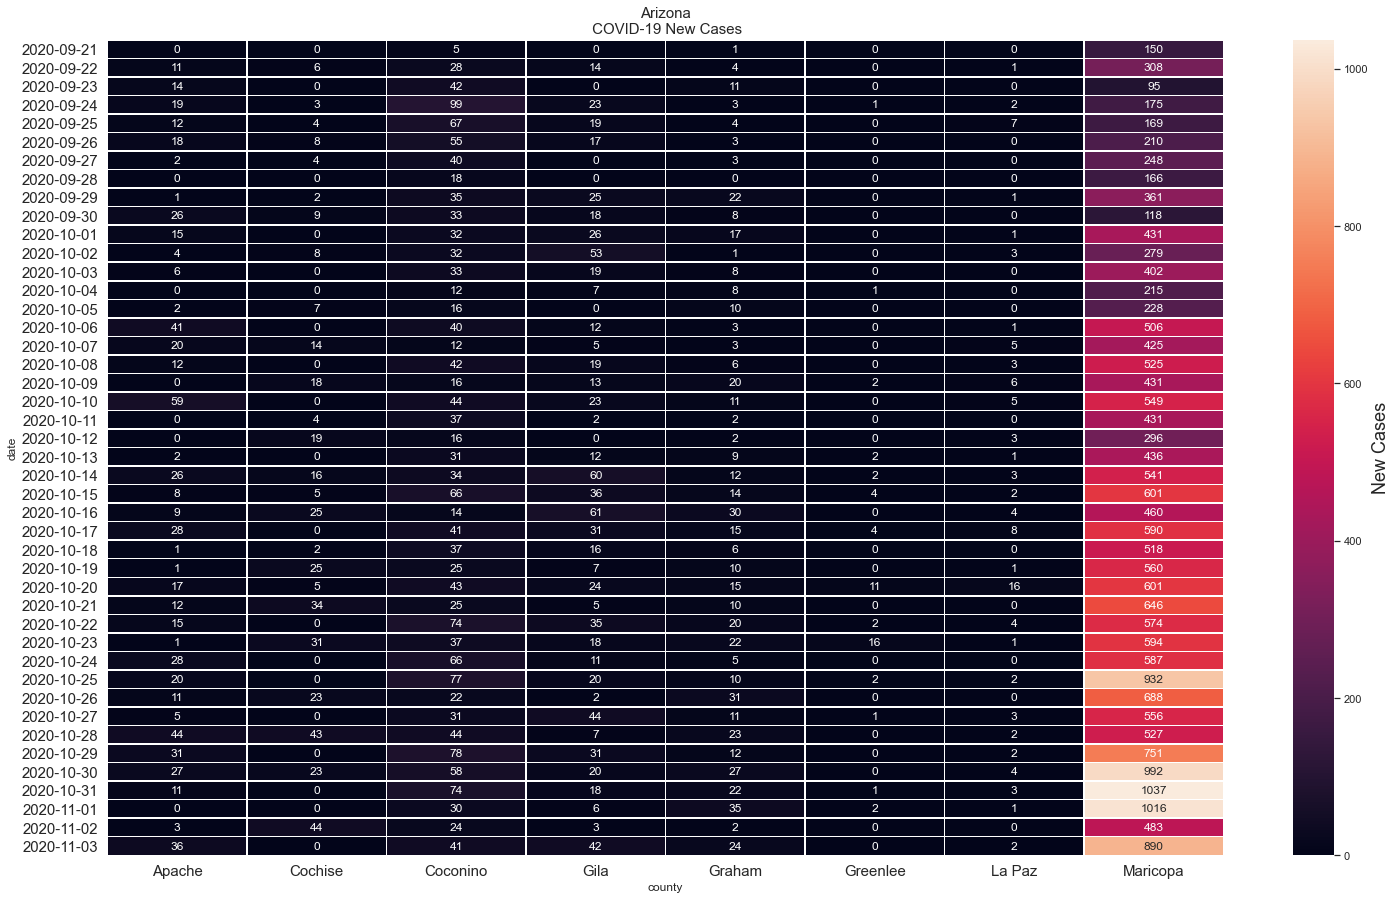 Arizona
COVID-19 New Cases
2020-09-21 0 0 5 0 1 0 0 150
2020-09-22 11 6 28 14 4 0 1 308
2020-09-23 14 0 42 0 11 0 0 95
2020-09-24 19 3 99 23 3 1 2 175
2020-09-25 12 4 67 19 4 0 7 169
2020-09-26 18 8 55 17 3 0 0 210
2020-09-27 2 4 40 0 3 0 0 248
2020-09-28 0 0 18 0 0 0 0 166
2020-09-29 1 2 35 25 22 0 1 361
2020-09-30 26 9 33 18 8 0 0 118
2020-10-01 15 0 32 26 17 0 1 431
2020-10-02 4 8 32 53 1 0 3 279
2020-10-03 6 0 33 19 8 0 0 402
2020-10-04 0 0 12 7 8 1 0 215
2020-10-05 2 7 16 0 10 0 0 228
2020-10-06 41 0 40 12 3 0 1 506
2020-10-07 20 14 12 5 3 0 5 425
2020-10-08 12 0 42 19 6 0 3 525
2020-10-09 0 18 16 13 20 2 6 431
2020-10-10 59 0 44 23 11 0 5 549
2020-10-11 0 4 37 2 2 0 0 431
2020-10-12 0 19 16 0 2 0 3 296
2020-10-13 2 0 31 12 9 2 1 436
2020-10-14 26 16 34 60 12 2 3 541
2020-10-15 8 5 66 36 14 4 2 601
2020-10-16 9 25 14 61 30 0 4 460
2020-10-17 28 0 41 31 15 4 8 590
2020-10-18 1 2 37 16 6 0 0 518
2020-10-19 1 25 25 7 10 0 1 560
2020-10-20 17 5 43 24 15 11 16 601
2020-10-21 12 34 25 5 10 0 0 646
2020-10-22 15 0 74 35 20 2 4 574
2020-10-23 1 31 37 18 22 16 1 594
2020-10-24 28 0 66 11 5 0 0 587
2020-10-25 20 0 77 20 10 2 2 932
2020-10-26 11 23 22 2 31 0 0 688
2020-10-27 5 0 31 44 11 1 3 556
2020-10-28 44 43 44 7 23 0 2 527
2020-10-29 31 0 78 31 12 0 2 751
2020-10-30 27 23 58 20 27 0 4 992
2020-10-31 11 0 74 18 22 1 3 1037
2020-11-01 0 0 30 6 35 2 1 1016
2020-11-02 3 44 24 3 2 0 0 483
2020-11-03 36 0 41 42 24 0 2 890
Apache Cochise Coconino Gila Graham Greenlee La Paz Maricopa
county
date
1000
800
600
400
200
0
New Cases